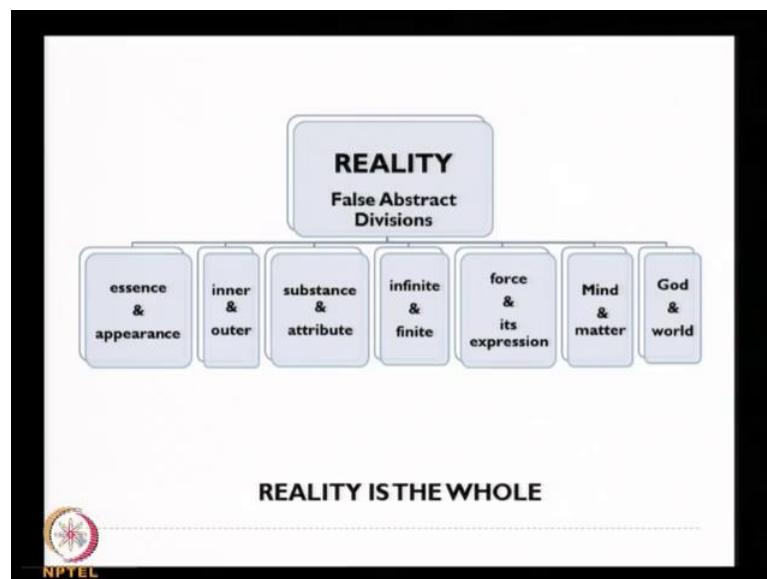 REALITY
False Abstract
Divisions
essence
&
appearance
inner
&
outer
substance
&
attribute
infinite
&
finite
force
&
its
expression
Mind
&
matter
God
&
world
REALITY IS THE WHOLE
NPTEL